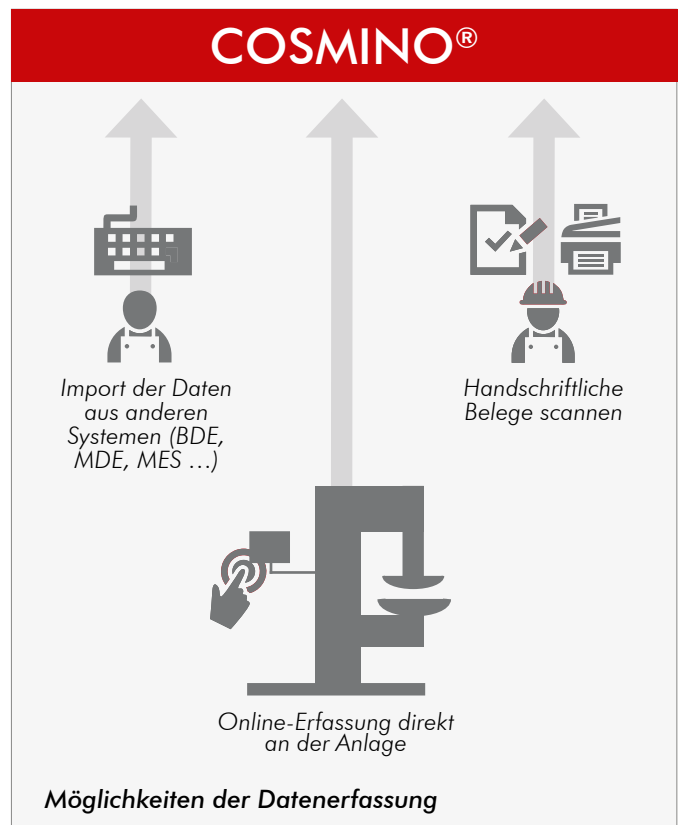 COSMINO®
Import der Daten
aus anderen
Systemen (BDE,
MDE, MES …)
Handschriftliche
Belege scannen
Online-Erfassung direkt
an der Anlage
Möglichkeiten der Datenerfassung